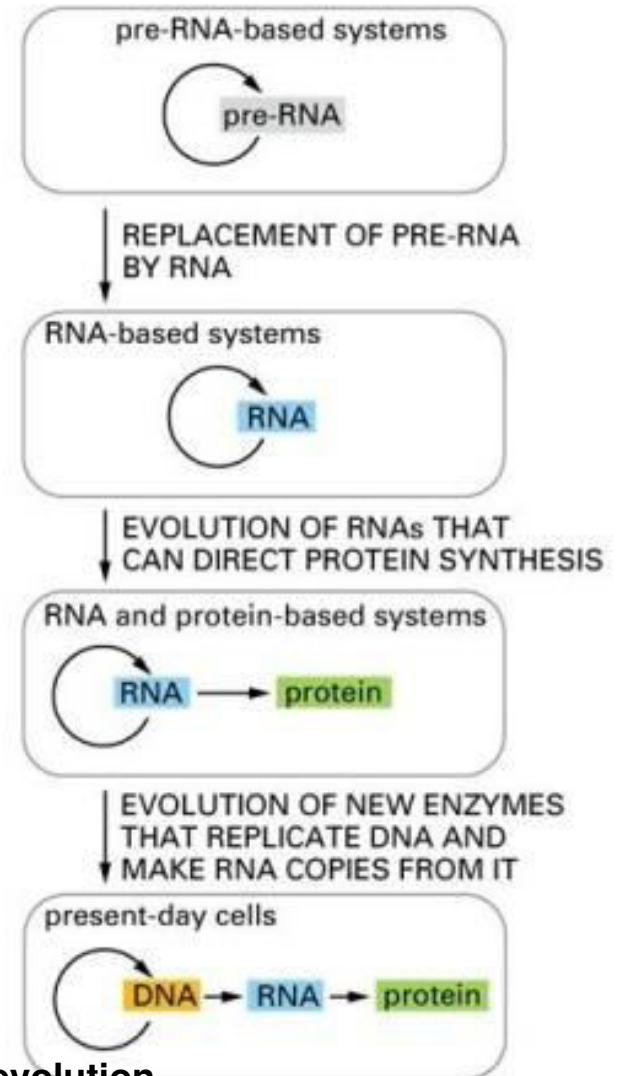 pre-RNA-based systems
pre-RNA
REPLACEMENT OF PRE-RNA
BY RNA
RNA-based systems
RNA
EVOLUTION OF RNAs THAT
CAN DIRECT PROTEIN SYNTHESIS
RNA and protein-based systems
RNA protein
EVOLUTION OF NEW ENZYMES
THAT REPLICATE DNA AND
MAKE RNA COPIES FROM IT
present-day cells
DNA RNA protein
evolution